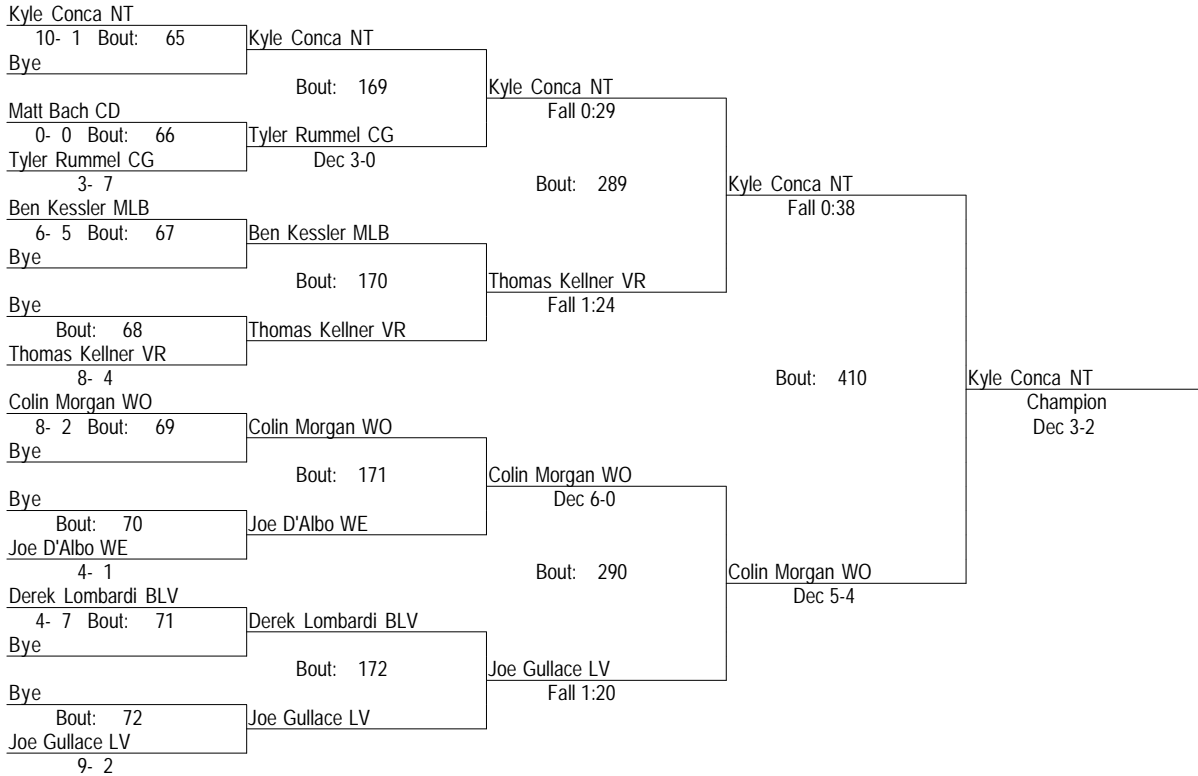 Kyle Conca NT
10- 1 Bout: 65
Bye
Kyle Conca NT
Bout: 169
Matt Bach CD
0- 0 Bout: 66
Tyler Rummel CG
3- 7
Tyler Rummel CG
Dec 3-0
Kyle Conca NT
Fall 0:29
Bout: 289
Ben Kessler MLB
6- 5 Bout: 67
Bye
Ben Kessler MLB
Bout: 170
Bye
Bout: 68
Thomas Kellner VR
8- 4
Thomas Kellner VR
Thomas Kellner VR
Fall 1:24
Kyle Conca NT
Fall 0:38
Bout: 410
Colin Morgan WO
8- 2 Bout: 69
Bye
Colin Morgan WO
Bout: 171
Bye
Bout: 70
Joe D'Albo WE
4- 1
Joe D'Albo WE
Colin Morgan WO
Dec 6-0
Bout: 290
Derek Lombardi BLV
4- 7 Bout: 71
Bye
Derek Lombardi BLV
Bout: 172
Bye
Bout: 72
Joe Gullace LV
9- 2
Joe Gullace LV
Joe Gullace LV
Fall 1:20
Colin Morgan WO
Dec 5-4
Kyle Conca NT
Champion
Dec 3-2